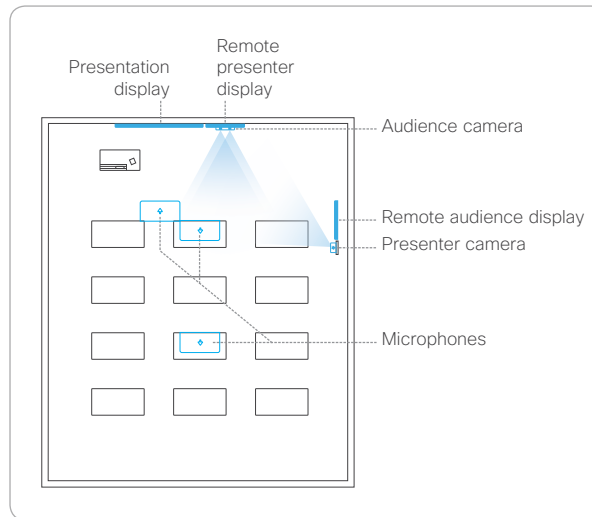 Presentation
display
Remote
presenter
display
Audience camera
Remote audience display
Presenter camera
Microphones